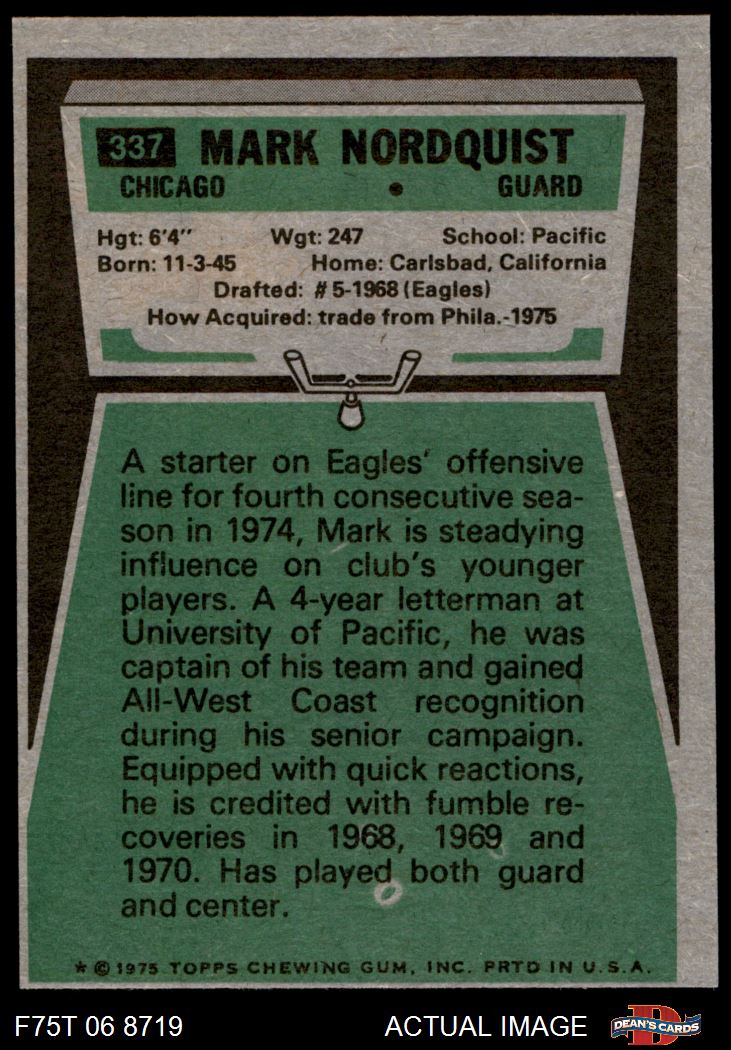 337 MARK NORDQUIST
CHICAGO • GUARD
Hgt: 6'4" Wgt: 247 School: Pacific
Born: 11-3-45 Home: Carlsbad, California
Drafted: #5-1968 (Eagles)
How Acquired: trade from Phila.-1975
A starter on Eagles' offensive
line for fourth consecutive sea-
son in 1974, Mark is steadying
influence on club's younger
players. A 4-year letterman at
University of Pacific, he was
captain of his team and gained
All-West Coast recognition
during his senior campaign.
Equipped with quick reactions,
he is credited with fumble re-
coveries in 1968, 1969 and
1970. Has played both guard
and center.
* © 1975 TOPPS CHEWING GUM, INC. PRTD IN U.S.A.
F75T 06 8719 ACTUAL IMAGE D DEAN'S CARDS